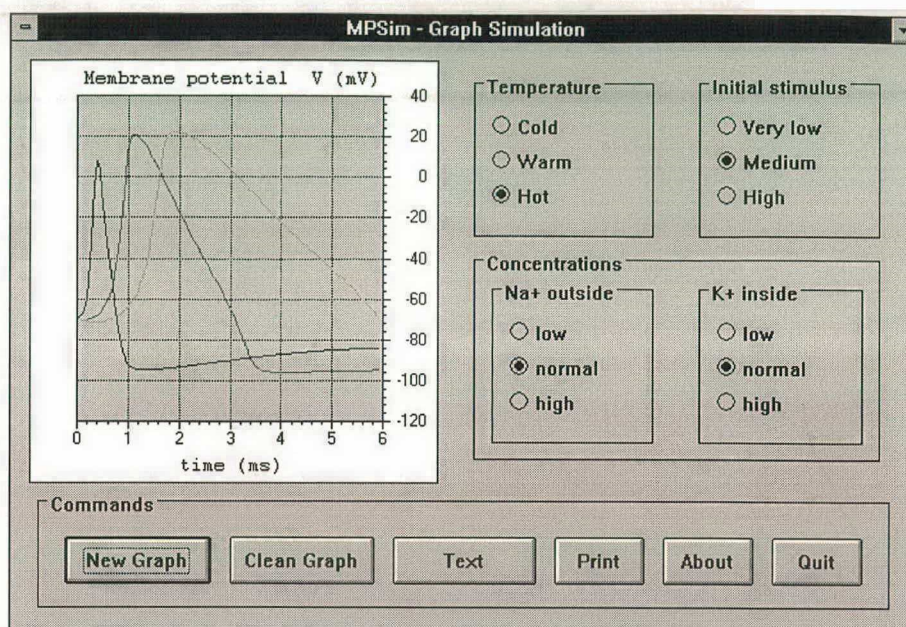 MPSim - Graph Simulation
Membrane potential V (mV)
40
20
0
-20
-40
-60
-80
-100
-120
0 1 2 3 4 5 6
time (ms)
Temperature
Cold
Warm
Hot
Initial stimulus
Very low
Medium
High
Concentrations
Na+ outside
low
normal
high
K+ inside
low
normal
high
Commands
New Graph Clean Graph Text Print About Quit